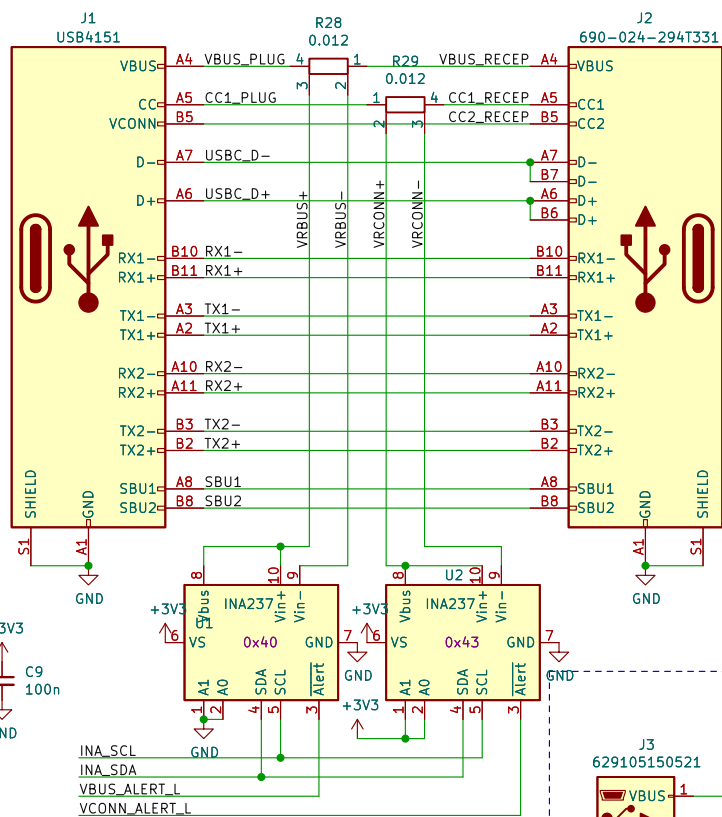 J1
USB4151
R28
0.012
R29
0.012
J2
690-024-294T331
VBUS A4 VBUS_PLUG 4 1 VBUS_RECEP A4 VBUS
3 2
CC A5 CC1_PLUG 1 4 CC1_RECEP A5 CC1
VCONN B5 2 3 CC2_RECEP B5 CC2
D- A7 USBC_D- A7 D-
B7 D-
D+ A6 USBC_D+ A6 D+
B6 D+
VRBUS+
VRBUS-
VRCONN+
VRCONN-
RX1- B10 RX1- B10 RX1-
RX1+ B11 RX1+ B11 RX1+
TX1- A3 TX1- A3 TX1-
TX1+ A2 TX1+ A2 TX1+
RX2- A10 RX2- A10 RX2-
RX2+ A11 RX2+ A11 RX2+
TX2- B3 TX2- B3 TX2-
TX2+ B2 TX2+ B2 TX2+
SBU1 A8 SBU1 A8 SBU1
SBU2 B8 SBU2 B8 SBU2
SHIELD GND GND SHIELD
S1 A1 A1 S1
GND GND
8 10 9 U2 8 10 9
Vbus INA237 Vin+ Vin- Vbus INA237 Vin+ Vin-
+3V3 U1 +3V3
6 VS 0x40 GND 7 6 VS 0x43 GND 7
GND GND
A1 A0 SDA SCL Alert A1 A0 SDA SCL Alert
1 2 4 5 3 1 2 4 5 3
+3V3
GND
3V3
C9
100n
ND
INA_SCL
INA_SDA
VBUS_ALERT_L
VCONN_ALERT_L
J3
629105150521
VBUS 1